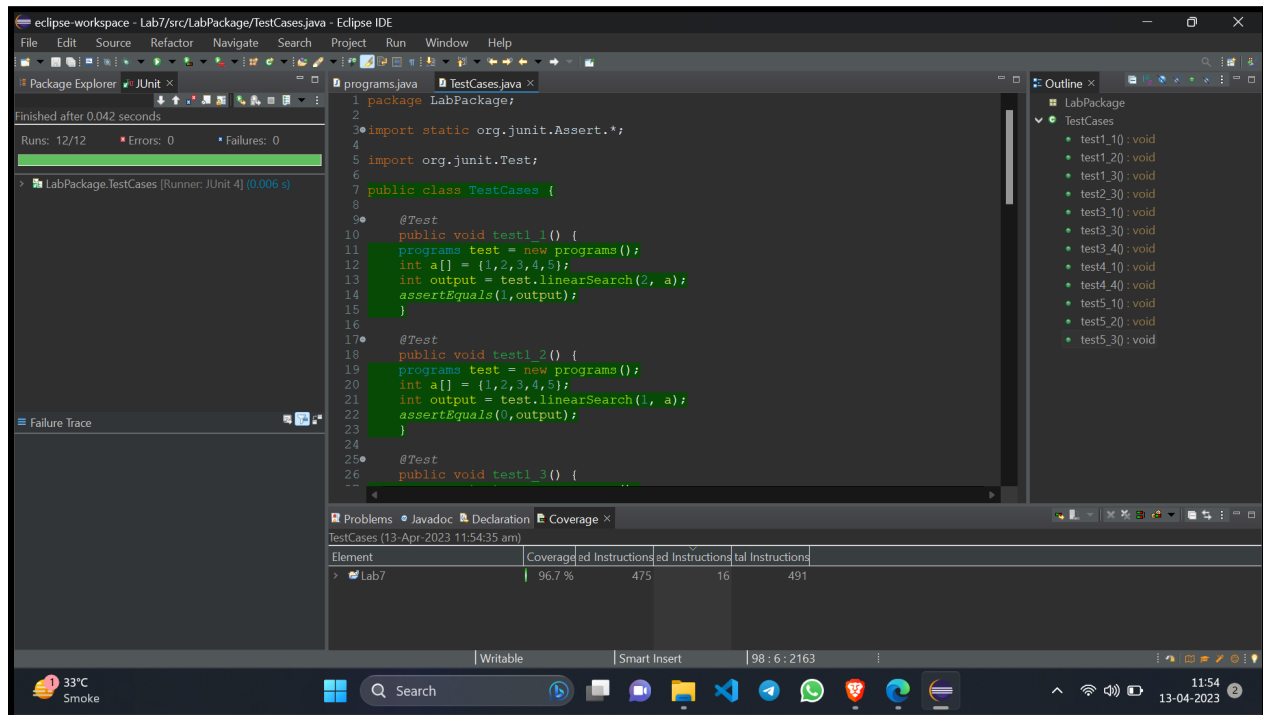 eclipse-workspace - Lab7/src/LabPackage/TestCases.java - Eclipse IDE
File Edit Source Refactor Navigate Search Project Run Window Help
Package Explorer JUnit
Finished after 0.042 seconds
Runs: 12/12 Errors: 0 Failures: 0
LabPackage.TestCases [Runner: JUnit 4] (0.006 s)
Failure Trace
programs.java TestCases.java
1 package LabPackage;
2
3 import static org.junit.Assert.*;
4
5 import org.junit.Test;
6
7 public class TestCases {
8
9 @Test
10 public void test1_1() {
11 programs test = new programs();
12 int a[] = {1,2,3,4,5};
13 int output = test.linearSearch(2, a);
14 assertEquals(1,output);
15 }
16
17 @Test
18 public void test1_2() {
19 programs test = new programs();
20 int a[] = {1,2,3,4,5};
21 int output = test.linearSearch(1, a);
22 assertEquals(0,output);
23 }
24
25 @Test
26 public void test1_3() {
Outline
LabPackage
TestCases
test1_1() : void
test1_2() : void
test1_3() : void
test2_3() : void
test3_1() : void
test3_3() : void
test3_4() : void
test4_1() : void
test4_4() : void
test5_1() : void
test5_2() : void
test5_3() : void
Problems Javadoc Declaration Coverage
TestCases (13-Apr-2023 11:54:35 am)
Element Coverage ed Instructions ed Instructions tal Instructions
Lab7 96.7 % 475 16 491
Writable Smart Insert 98 : 6 : 2163
1 33°C
Smoke
Search
11:54
13-04-2023 2